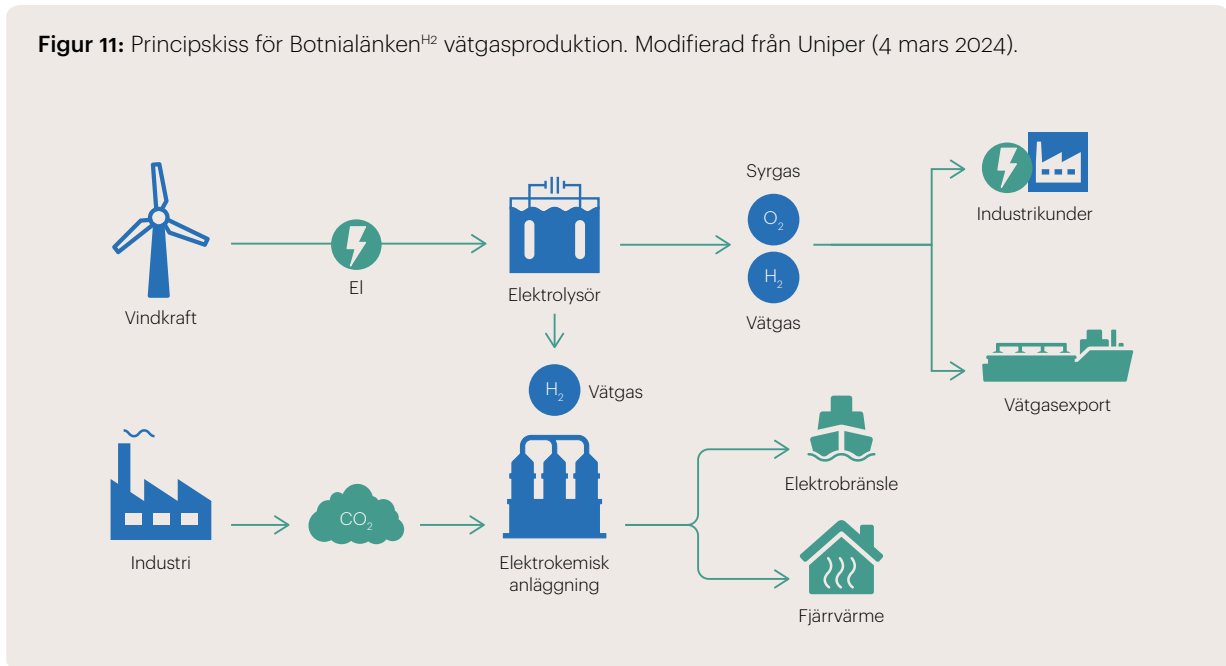 Figur 11: Principskiss för Botnialänkenᴴ² vätgasproduktion. Modifierad från Uniper (4 mars 2024).
Vindkraft
El
Elektrolysör
Syrgas
O₂
H₂
Vätgas
Industrikunder
Vätgasexport
H₂
Vätgas
Industri
CO₂
Elektrokemisk
anläggning
Elektrobränsle
Fjärrvärme